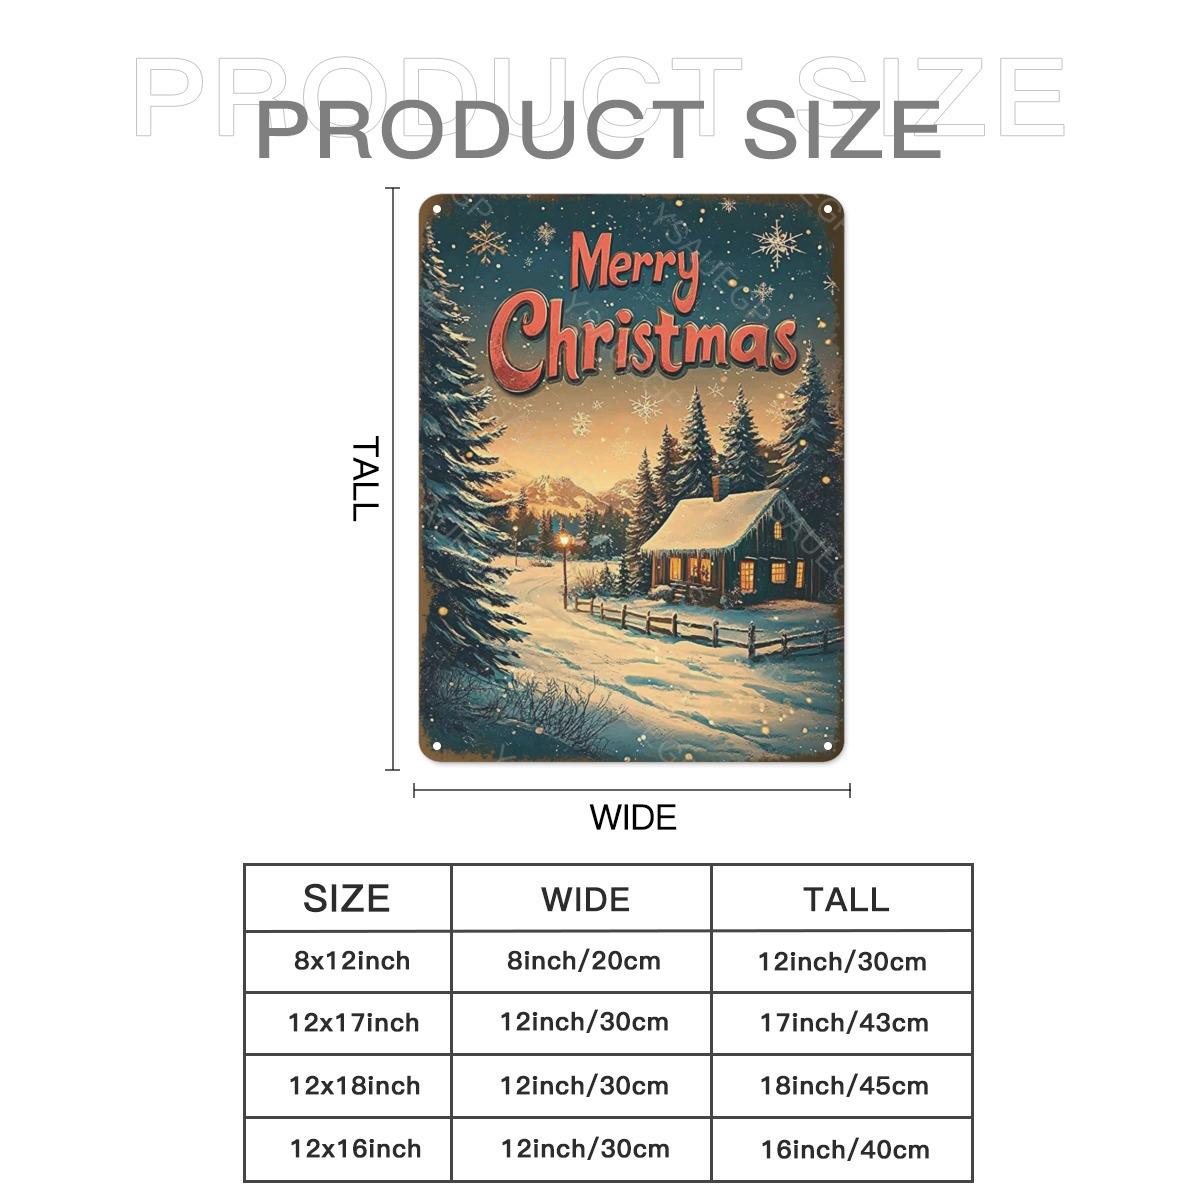 PRODUCT SIZE
PRODUCT SIZE
Merry
Christmas
YSAUFGP
TALL
WIDE
SIZE WIDE TALL
8x12inch 8inch/20cm 12inch/30cm
12x17inch 12inch/30cm 17inch/43cm
12x18inch 12inch/30cm 18inch/45cm
12x16inch 12inch/30cm 16inch/40cm